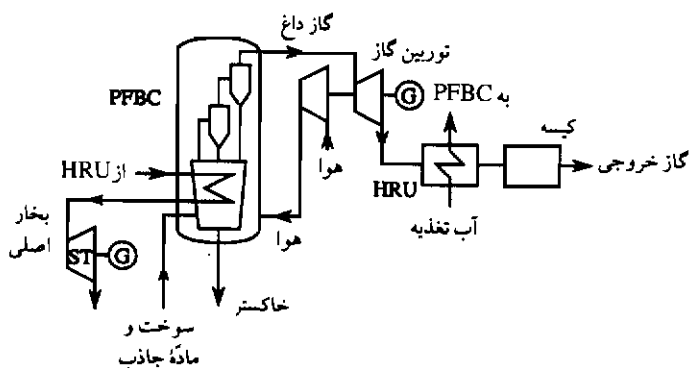 گاز داغ
توربین گاز
PFBC
G
به PFBC
کیسه
هوا
گاز خروجی
از HRU
HRU
بخار
اصلی
هوا
آب تغذیه
ST
G
خاکستر
سوخت و
مادّهٔ جاذب